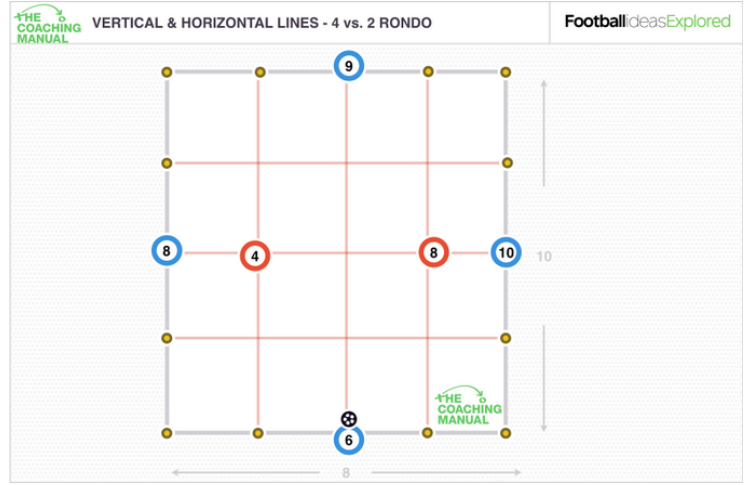 THE
COACHING
MANUAL
VERTICAL & HORIZONTAL LINES - 4 vs. 2 RONDO
FootballIdeasExplored
9
8
4
8
10
10
THE
COACHING
MANUAL
6
8